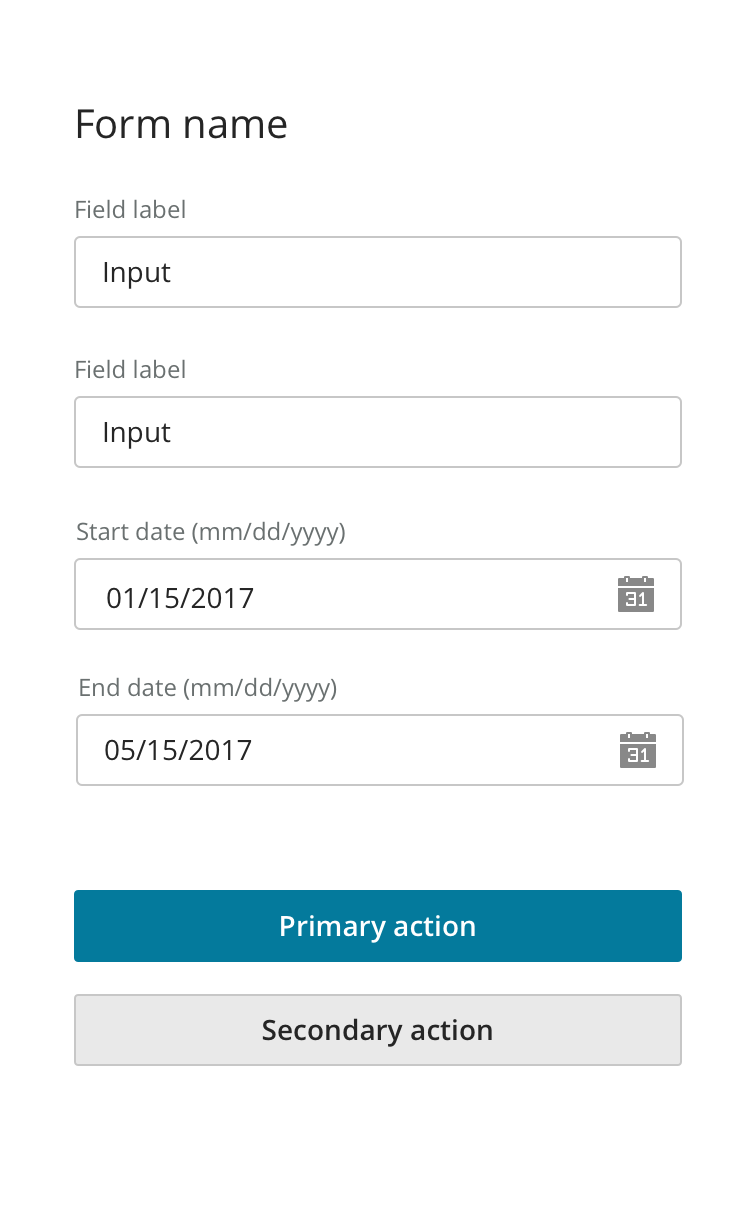 Form name
Field label
Input
Field label
Input
Start date (mm/dd/yyyy)
01/15/2017
31
End date (mm/dd/yyyy)
05/15/2017
31
Primary action
Secondary action